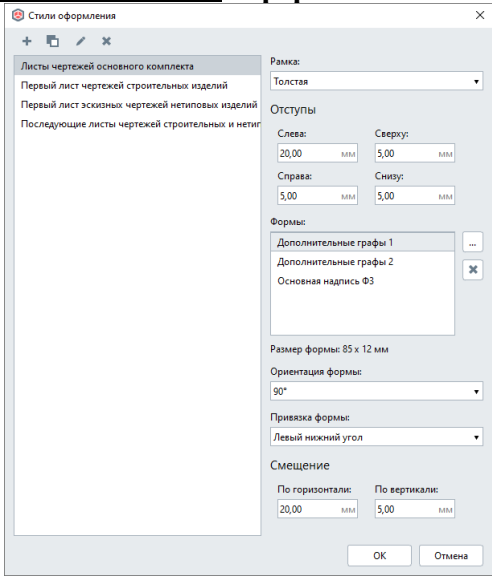 Стили оформления
Листы чертежей основного комплекта
Первый лист чертежей строительных изделий
Первый лист эскизных чертежей нетиповых изделий
Последующие листы чертежей строительных и нетип
Рамка:
Толстая
Отступы
Слева: Сверху:
20,00 мм 5,00 мм
Справа: Снизу:
5,00 мм 5,00 мм
Формы:
Дополнительные графы 1
...
Дополнительные графы 2
Основная надпись Ф3
Размер формы: 85 x 12 мм
Ориентация формы:
90°
Привязка формы:
Левый нижний угол
Смещение
По горизонтали: По вертикали:
20,00 мм 5,00 мм
ОК Отмена